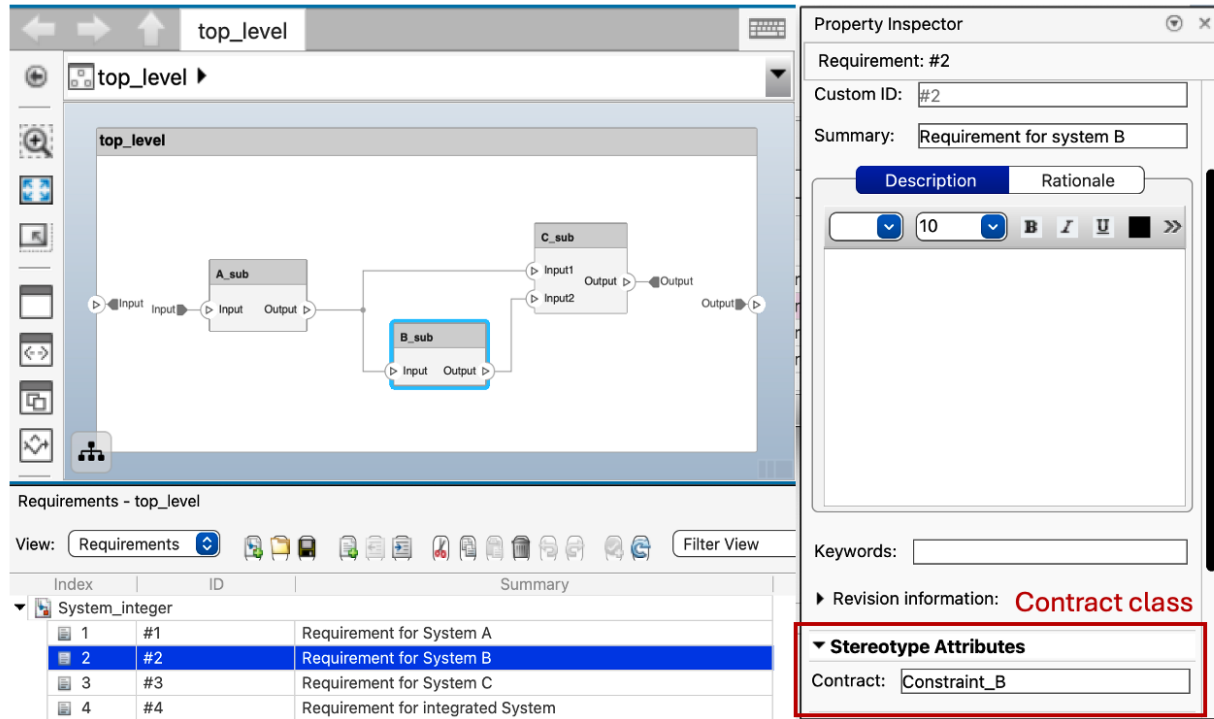 top_level
top_level
top_level
A_sub
Input
Output
B_sub
Input
Output
C_sub
Input1
Input2
Output
Input
Input
Output
Output
Requirements - top_level
View: Requirements Filter View
Index ID Summary
System_integer
1 #1 Requirement for System A
2 #2 Requirement for System B
3 #3 Requirement for System C
4 #4 Requirement for integrated System
Property Inspector
Requirement: #2
Custom ID: #2
Summary: Requirement for system B
Description Rationale
10 B I U
Keywords:
Revision information: Contract class
Stereotype Attributes
Contract: Constraint_B